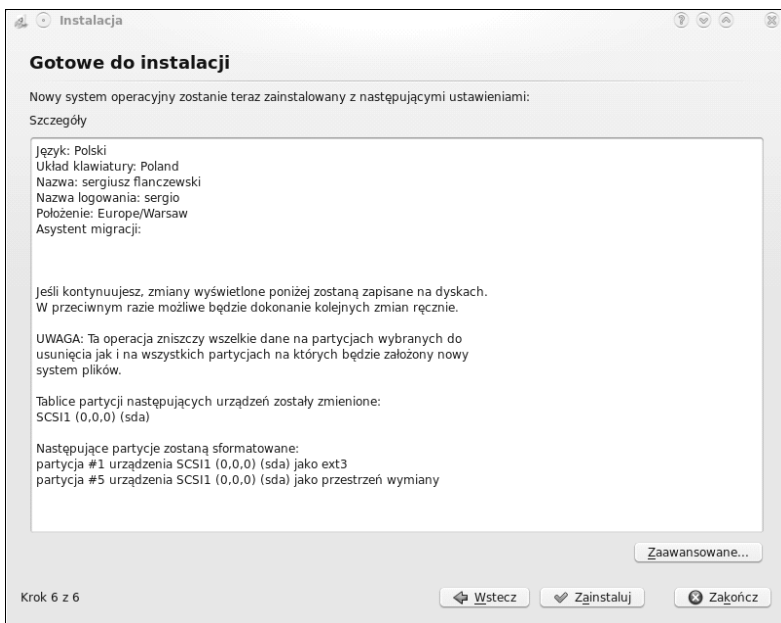 Instalacja
Gotowe do instalacji
Nowy system operacyjny zostanie teraz zainstalowany z następującymi ustawieniami:
Szczegóły
Język: Polski
Układ klawiatury: Poland
Nazwa: sergiusz flanczewski
Nazwa logowania: sergio
Położenie: Europe/Warsaw
Asystent migracji:
Jeśli kontynuujesz, zmiany wyświetlone poniżej zostaną zapisane na dyskach.
W przeciwnym razie możliwe będzie dokonanie kolejnych zmian ręcznie.
UWAGA: Ta operacja zniszczy wszelkie dane na partycjach wybranych do
usunięcia jak i na wszystkich partycjach na których będzie założony nowy
system plików.
Tablice partycji następujących urządzeń zostały zmienione:
SCSI1 (0,0,0) (sda)
Następujące partycje zostaną sformatowane:
partycja #1 urządzenia SCSI1 (0,0,0) (sda) jako ext3
partycja #5 urządzenia SCSI1 (0,0,0) (sda) jako przestrzeń wymiany
Zaawansowane...
Krok 6 z 6
Wstecz
Zainstaluj
Zakończ